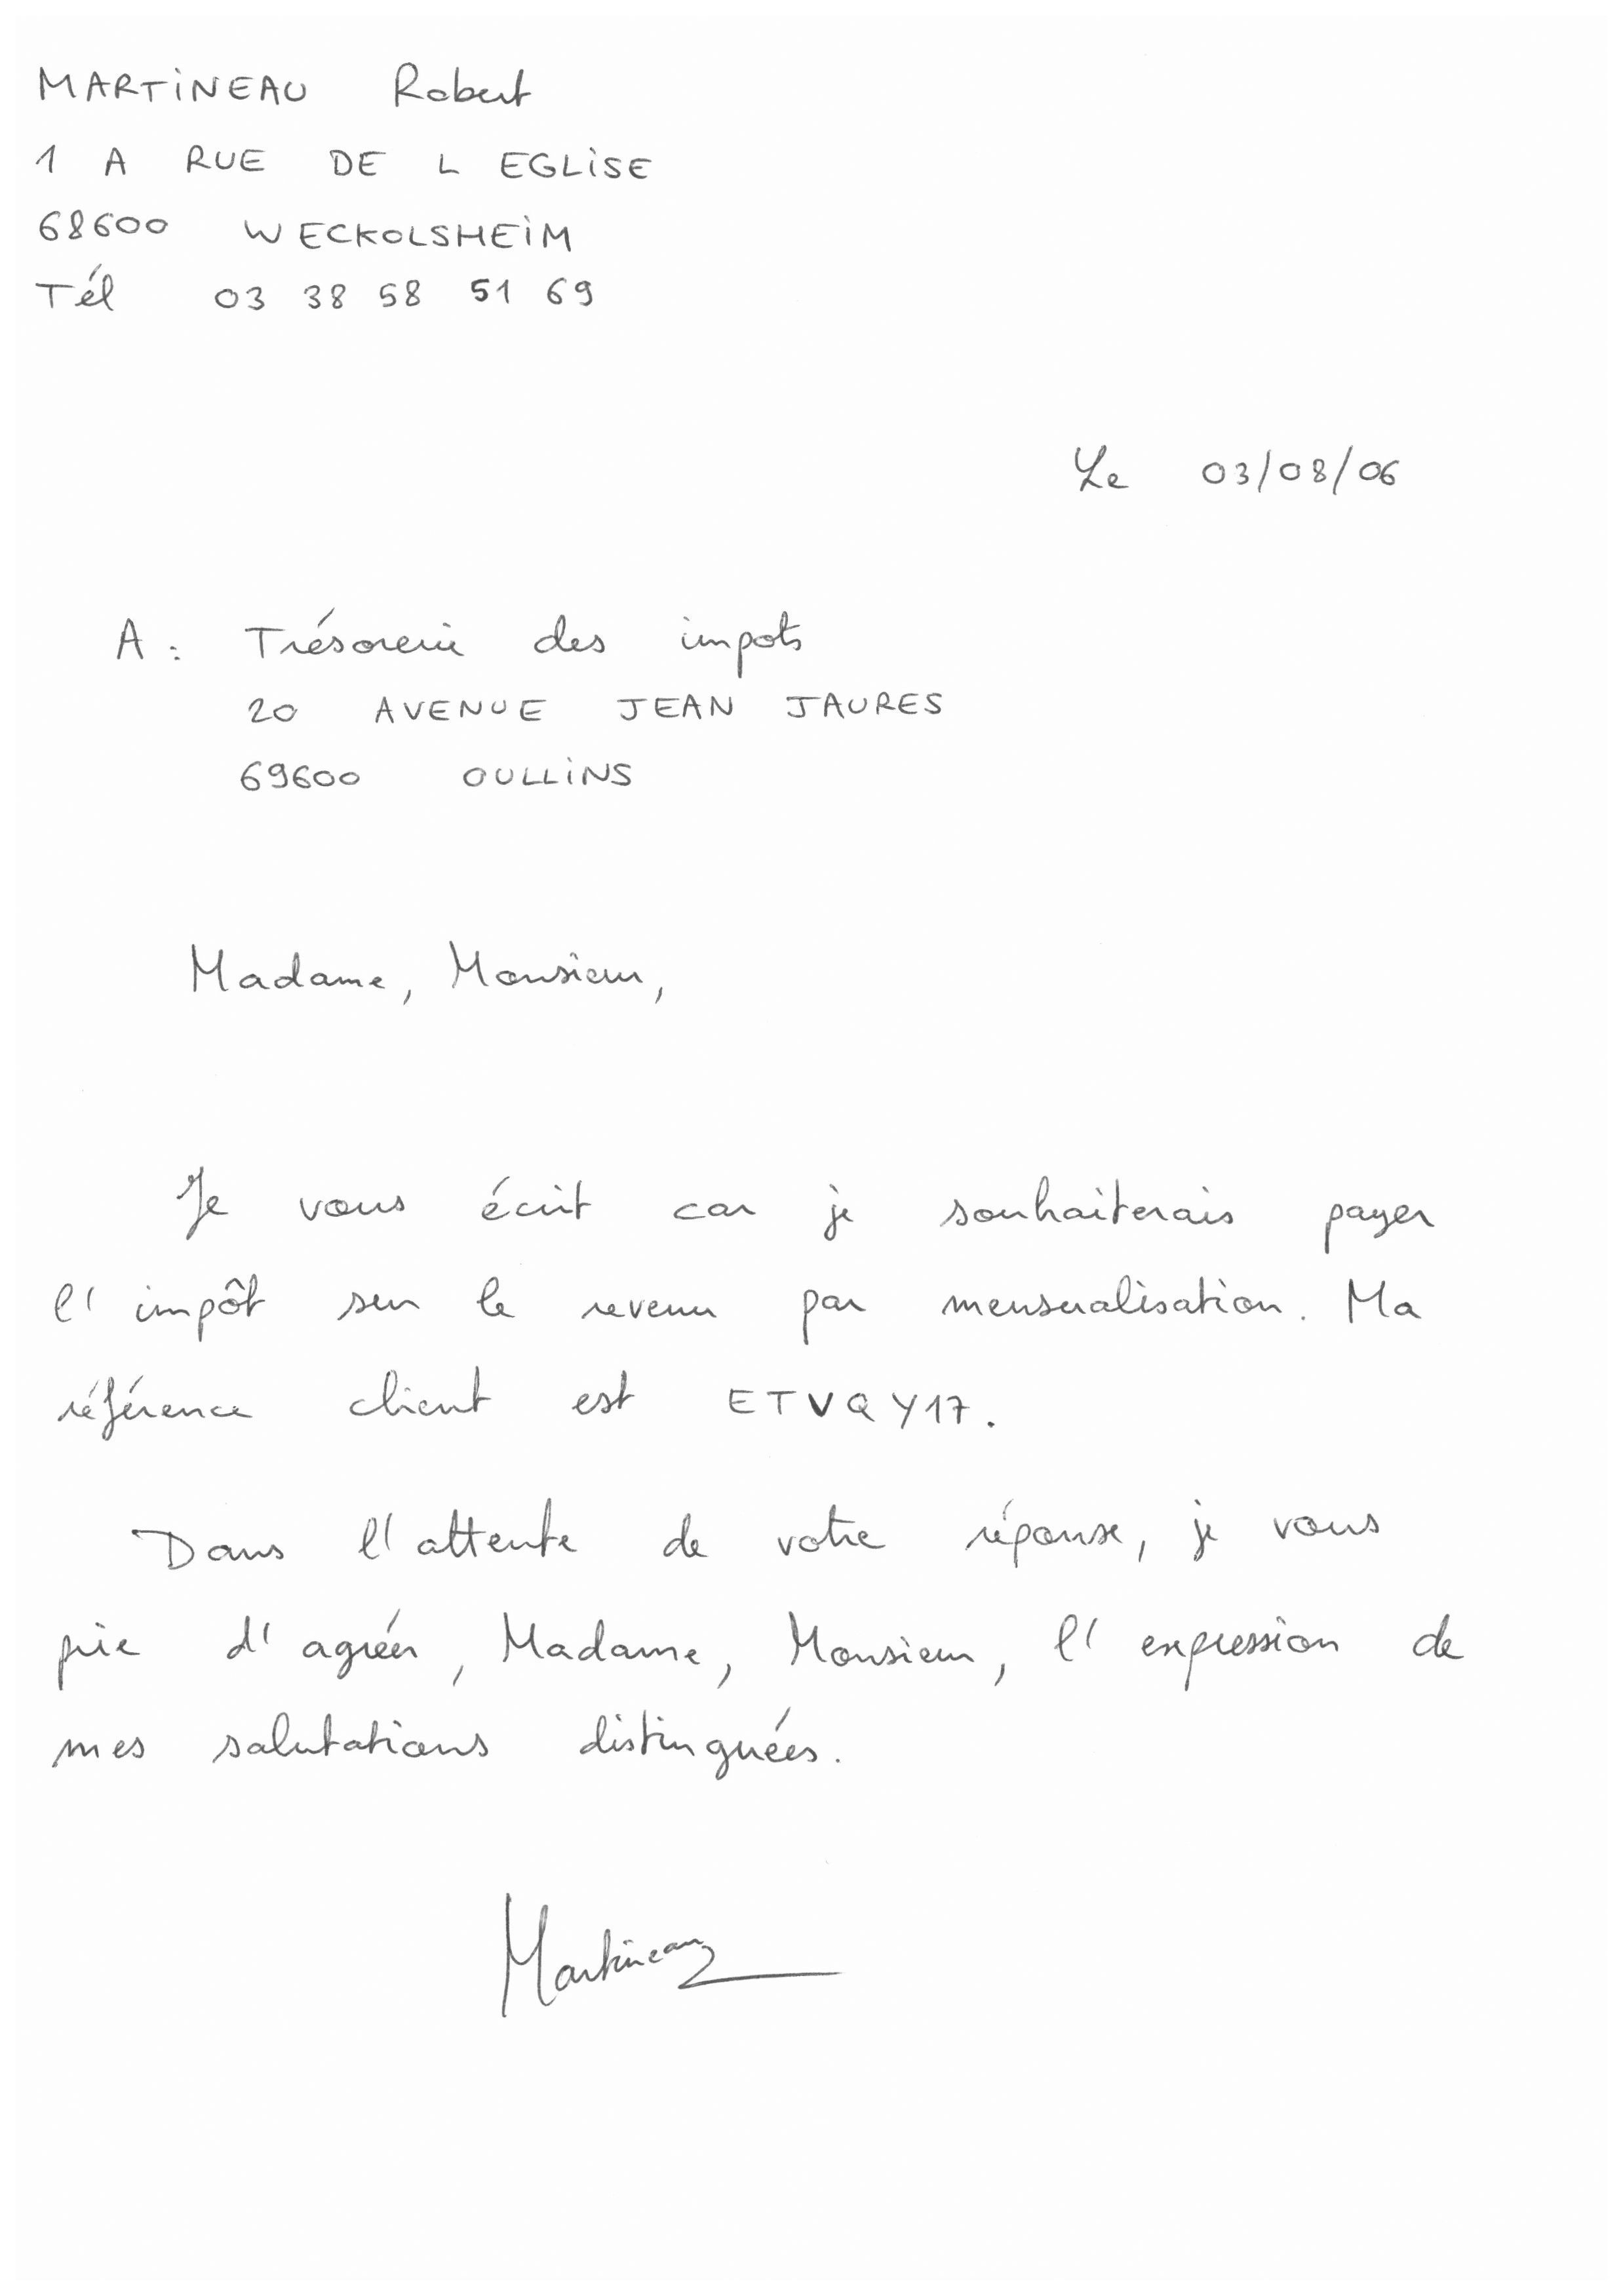 MARTINEAU Robert
1 A RUE DE L EGLISE
68600 WECKOLSHEIM
Tél 03 38 58 51 69
Le 03/08/06
A : Trésorerie des impots
20 AVENUE JEAN JAURES
69600 OULLINS
Madame, Monsieur,
Je vous écrit car je souhaiterais payer
l'impôt sur le revenu par mensualisation. Ma
référence client est ETVQY17.
Dans l'attente de votre réponse, je vous
prie d'agréér, Madame, Monsieur, l'expression de
mes salutations distinguées.
Martineau